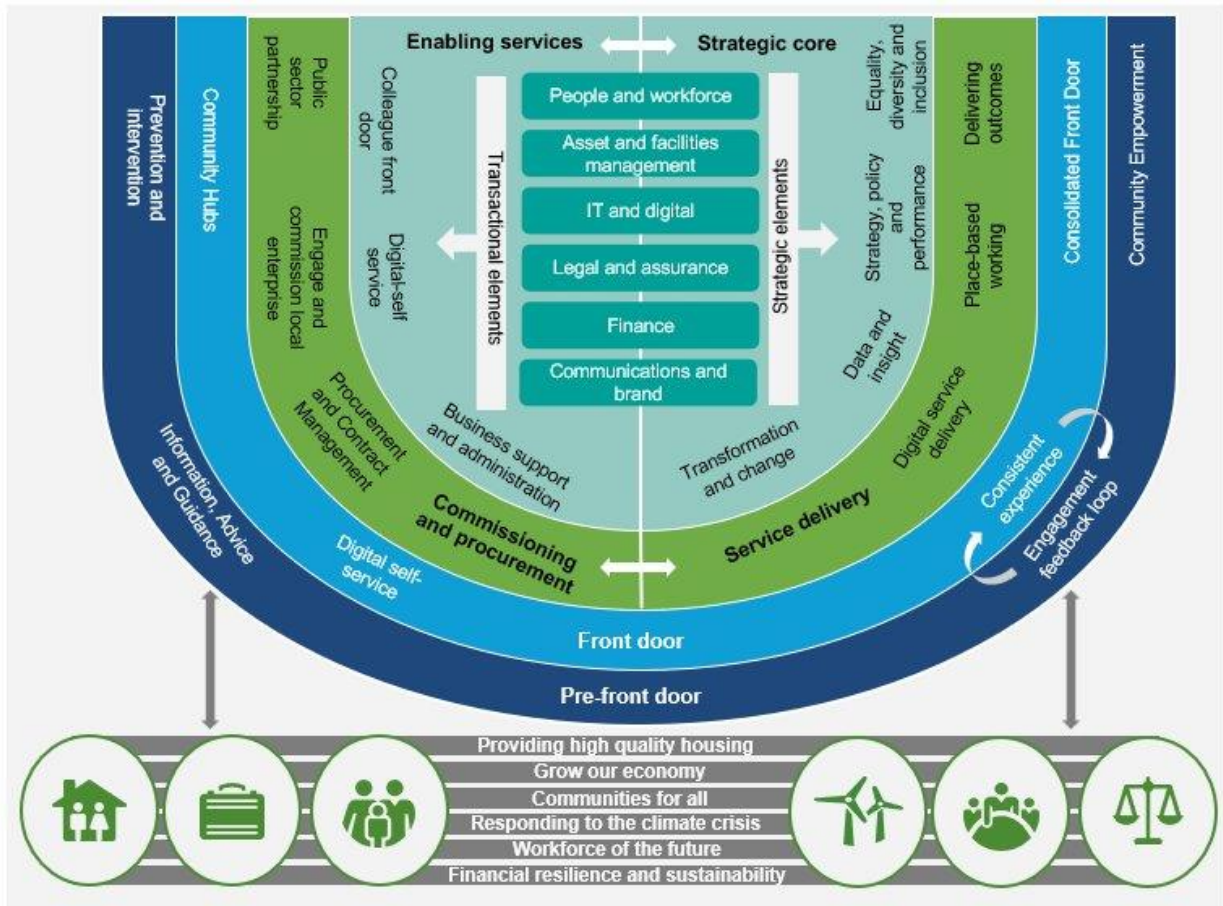 Enabling services
Strategic core
People and workforce
Asset and facilities
management
IT and digital
Legal and assurance
Finance
Communications and
brand
Transactional elements
Strategic elements
Colleague front
door
Digital-self
service
Business support
and administration
Equality,
diversity and
inclusion
Strategy, policy
and
performance
Data and
insight
Transformation
and change
Public
sector
partnership
Engage and
commission local
enterprise
Procurement
and Contract
Management
Commissioning
and procurement
Delivering
outcomes
Place-based
working
Digital service
delivery
Service delivery
Community Hubs
Digital self-
service
Front door
Consolidated Front Door
Consistent
experience
Prevention and
intervention
Information, Advice
and Guidance
Pre-front door
Community Empowerment
Engagement
feedback loop
Providing high quality housing
Grow our economy
Communities for all
Responding to the climate crisis
Workforce of the future
Financial resilience and sustainability